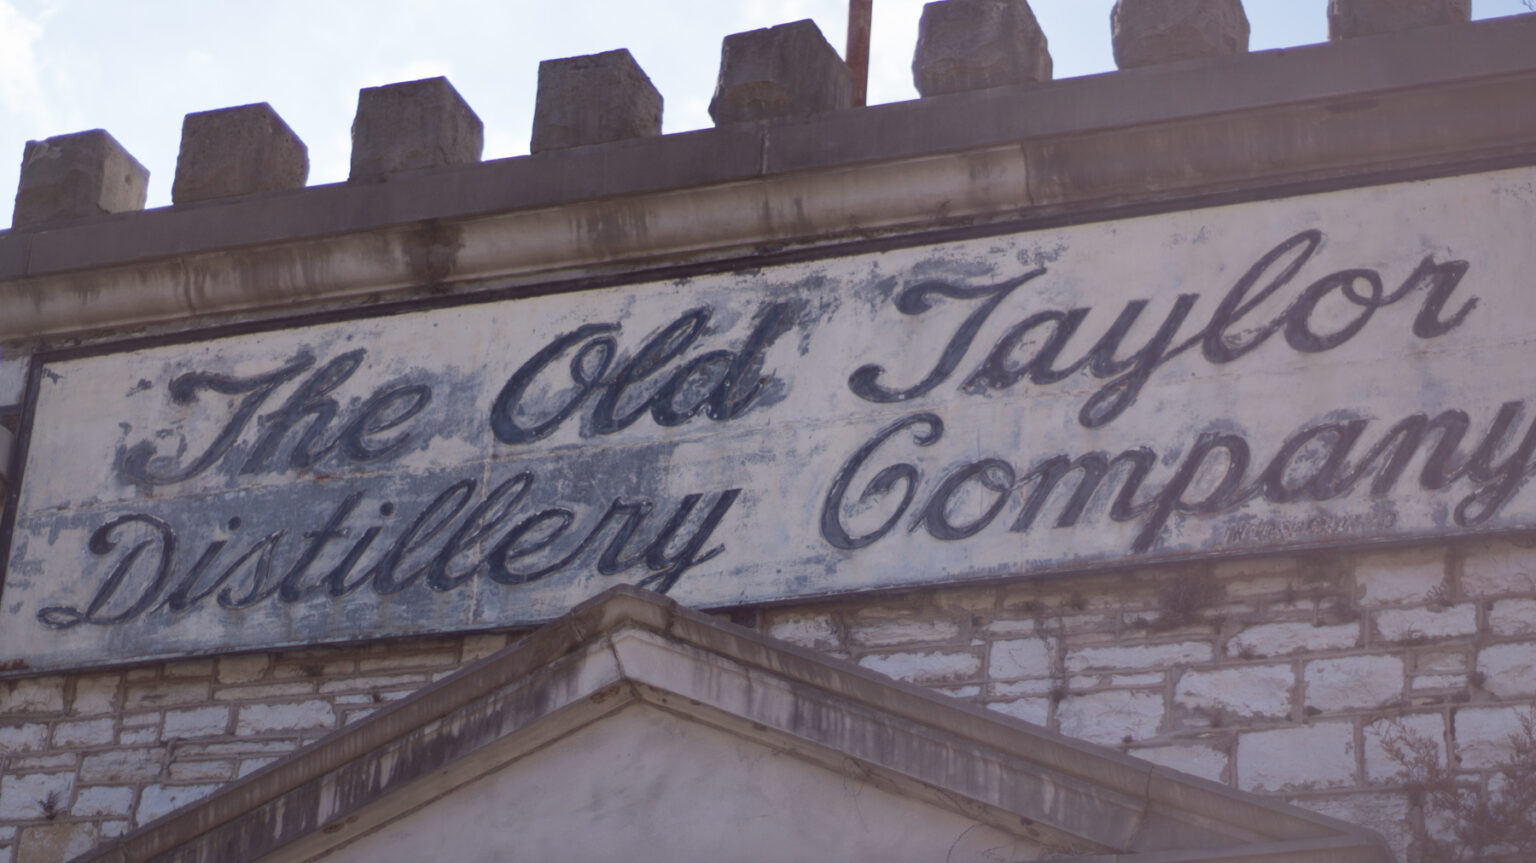 The Old Taylor
Distillery Company